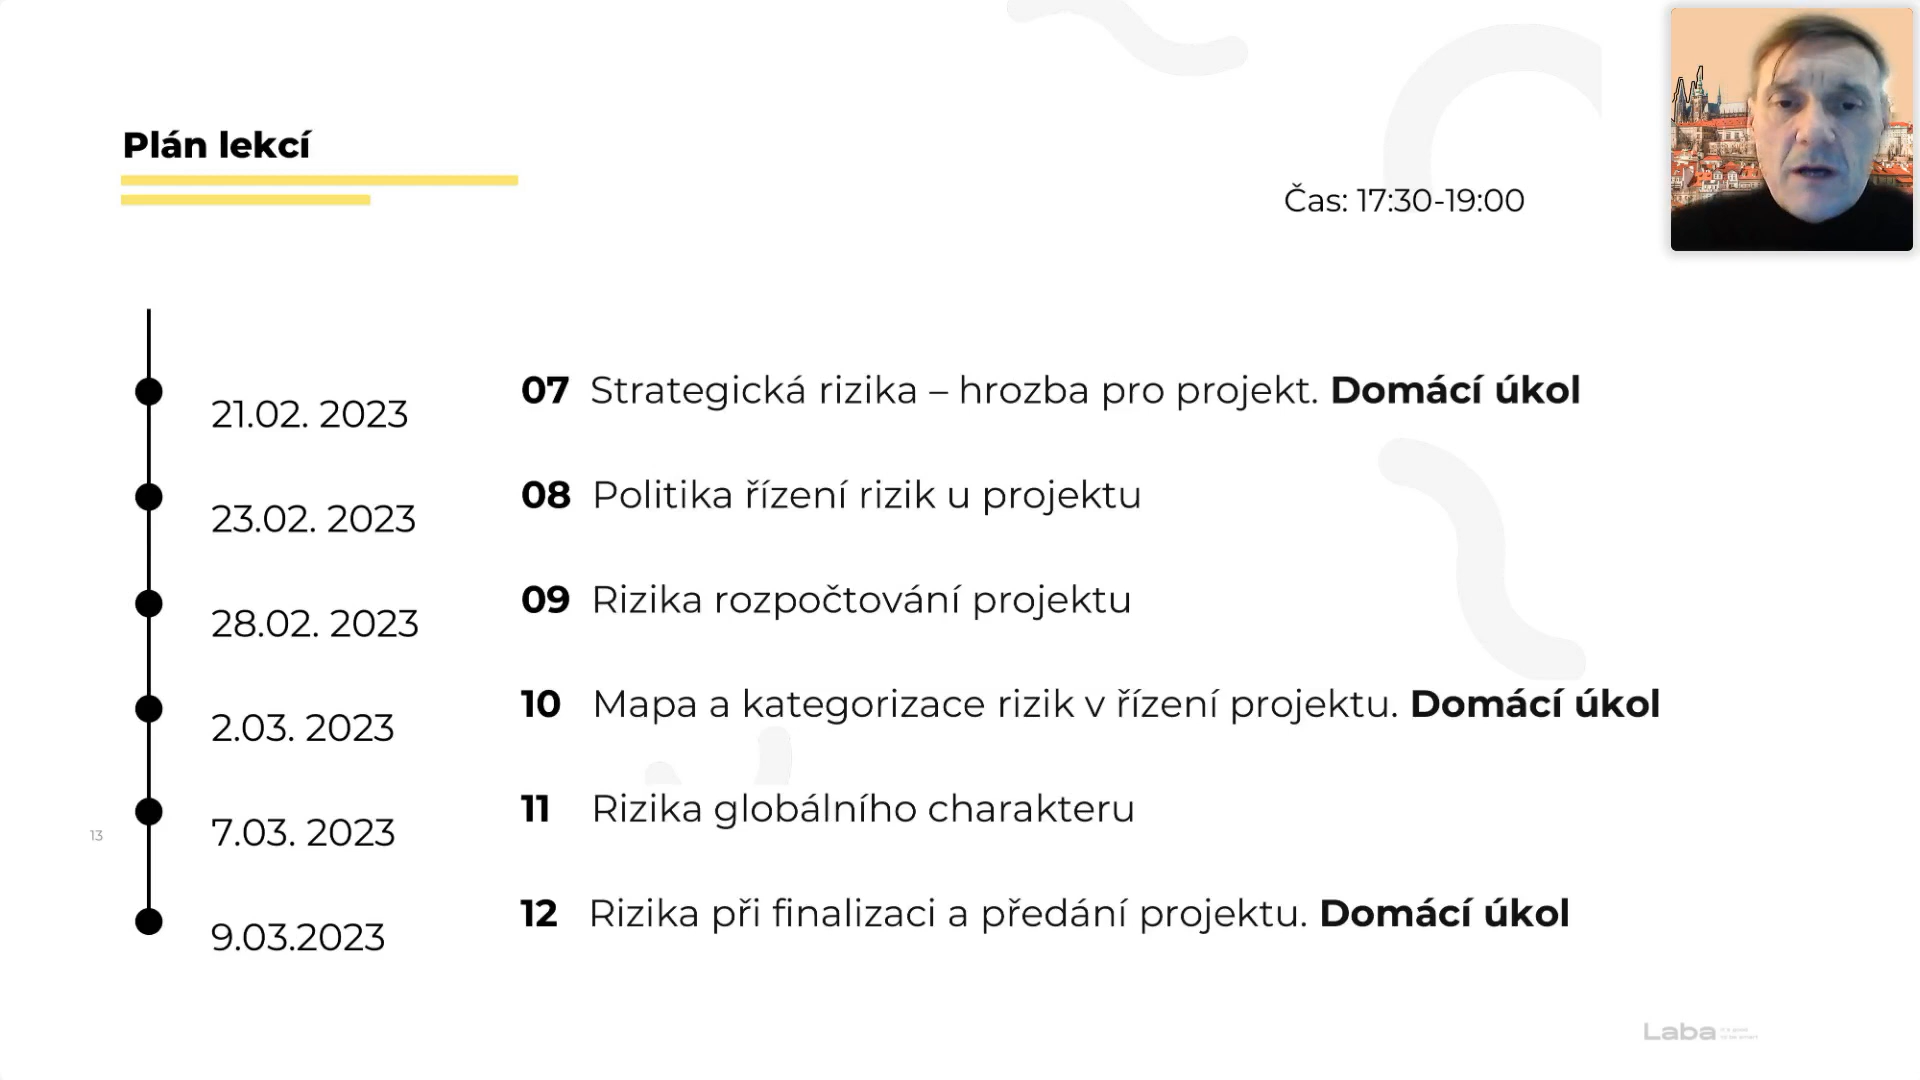 Plán lekcí
Čas: 17:30-19:00
21.02. 2023
07 Strategická rizika – hrozba pro projekt. Domácí úkol
23.02. 2023
08 Politika řízení rizik u projektu
28.02. 2023
09 Rizika rozpočtování projektu
2.03. 2023
10 Mapa a kategorizace rizik v řízení projektu. Domácí úkol
7.03. 2023
11 Rizika globálního charakteru
13
9.03.2023
12 Rizika při finalizaci a předání projektu. Domácí úkol
Laba